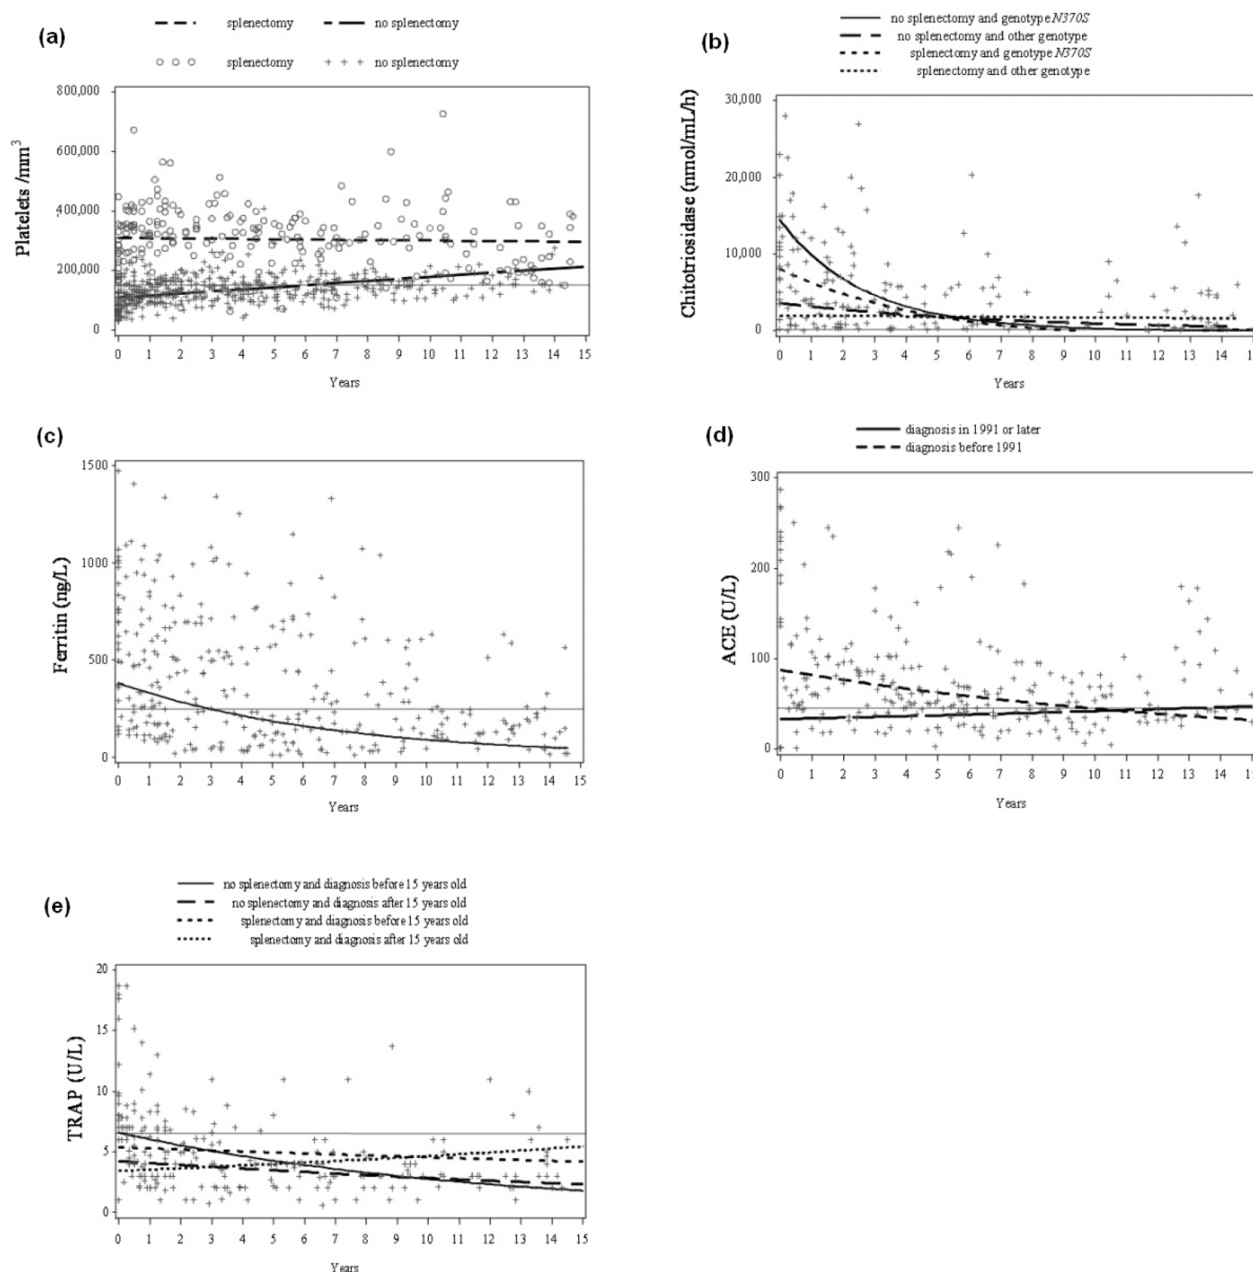 (a)
splenectomy no splenectomy
splenectomy no splenectomy
Platelets /mm³
800,000
600,000
400,000
200,000
0
0 1 2 3 4 5 6 7 8 9 10 11 12 13 14 15
Years
(b)
no splenectomy and genotype N370S
no splenectomy and other genotype
splenectomy and genotype N370S
splenectomy and other genotype
Chitotriosidase (nmol/mL/h)
30,000
20,000
10,000
0
0 1 2 3 4 5 6 7 8 9 10 11 12 13 14 1
Years
(c)
Ferritin (ng/L)
1500
1000
500
0
0 1 2 3 4 5 6 7 8 9 10 11 12 13 14 15
Years
(d)
diagnosis in 1991 or later
diagnosis before 1991
ACE (U/L)
300
200
100
0
0 1 2 3 4 5 6 7 8 9 10 11 12 13 14 1
Years
(e)
no splenectomy and diagnosis before 15 years old
no splenectomy and diagnosis after 15 years old
splenectomy and diagnosis before 15 years old
splenectomy and diagnosis after 15 years old
TRAP (U/L)
20
15
10
5
0
0 1 2 3 4 5 6 7 8 9 10 11 12 13 14 15
Years